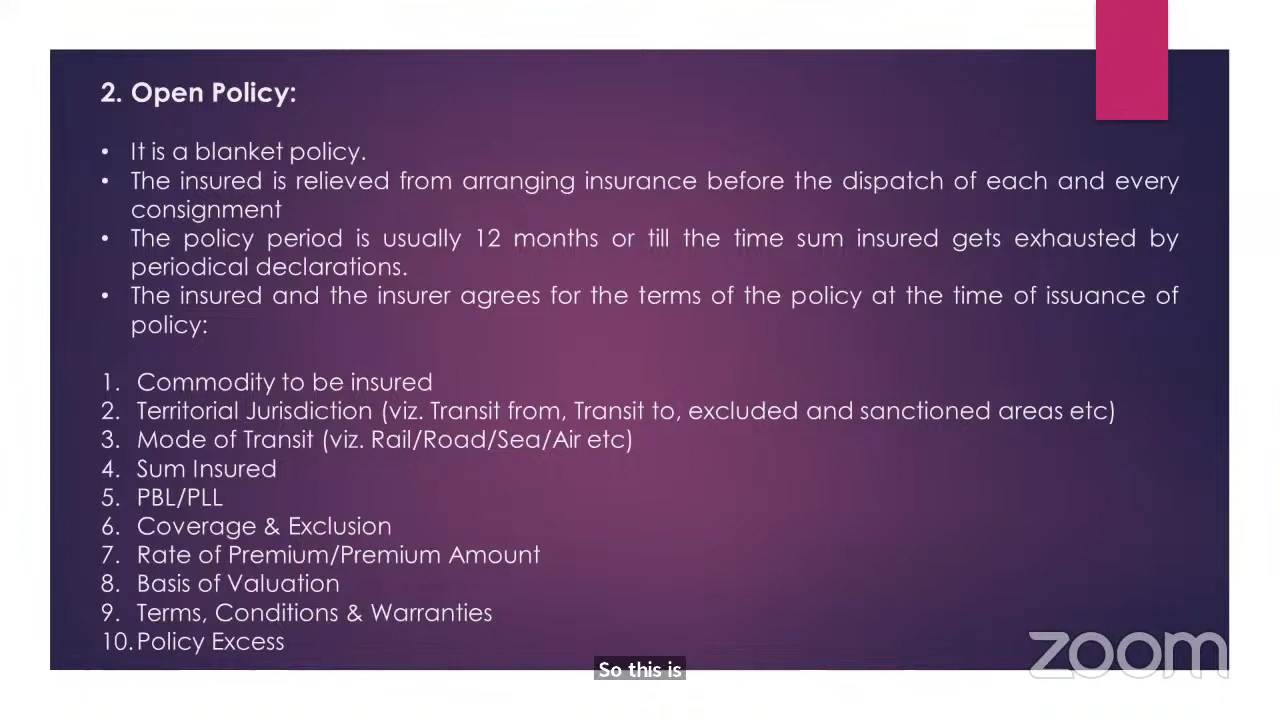 2. Open Policy:
• It is a blanket policy.
• The insured is relieved from arranging insurance before the dispatch of each and every
consignment
• The policy period is usually 12 months or till the time sum insured gets exhausted by
periodical declarations.
• The insured and the insurer agrees for the terms of the policy at the time of issuance of
policy:
1. Commodity to be insured
2. Territorial Jurisdiction (viz. Transit from, Transit to, excluded and sanctioned areas etc)
3. Mode of Transit (viz. Rail/Road/Sea/Air etc)
4. Sum Insured
5. PBL/PLL
6. Coverage & Exclusion
7. Rate of Premium/Premium Amount
8. Basis of Valuation
9. Terms, Conditions & Warranties
10. Policy Excess
zoom
So this is